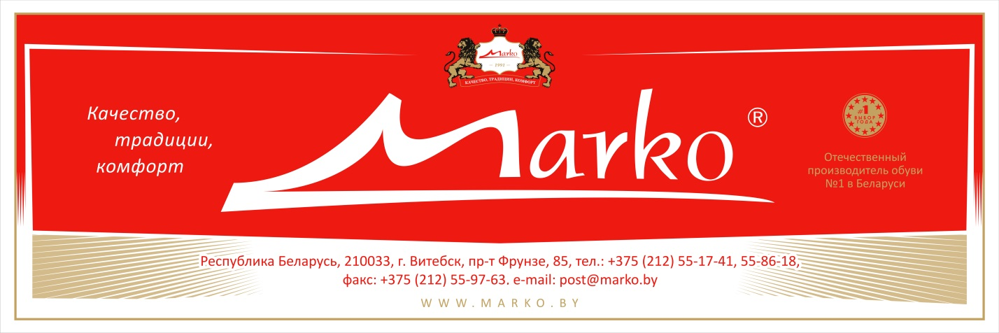 Marko
– 1992 –
КАЧЕСТВО, ТРАДИЦИИ, КОМФОРТ
Качество,
традиции,
комфорт
Marko ®
#1
ВЫБОР
ГОДА
Отечественный
производитель обуви
№1 в Беларуси
Республика Беларусь, 210033, г. Витебск, пр-т Фрунзе, 85, тел.: +375 (212) 55-17-41, 55-86-18,
факс: +375 (212) 55-97-63. e-mail: post@marko.by
WWW.MARKO.BY